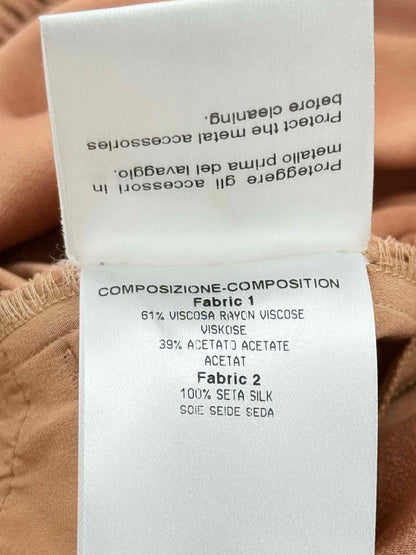 Proteggere gli accessori in
metallo prima del lavaggio.
Protect the metal accessories
before cleaning.
COMPOSIZIONE-COMPOSITION
Fabric 1
61% VISCOSA RAYON VISCOSE
VISKOSE
39% ACETATO ACETATE
ACETAT
Fabric 2
100% SETA SILK
SOIE SEIDE SEDA